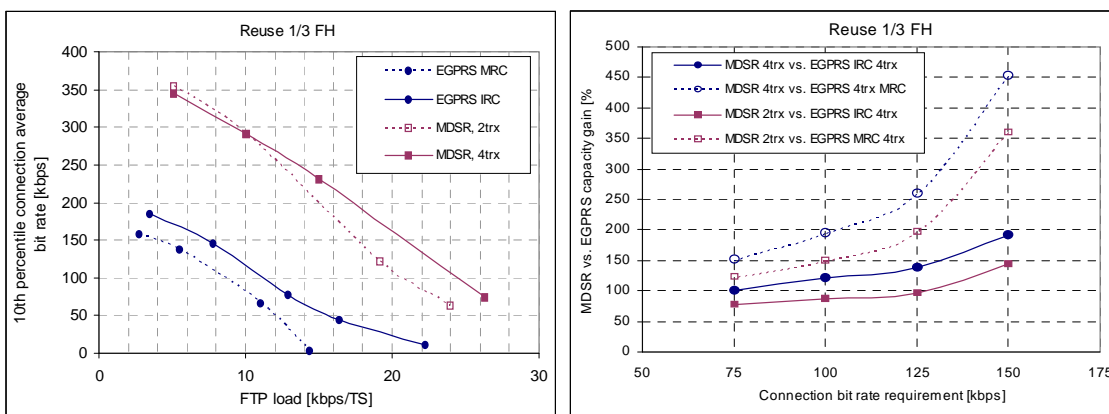 Reuse 1/3 FH
10th percentile connection average
bit rate [kbps]
400
350
300
250
200
150
100
50
0
0
10
20
30
FTP load [kbps/TS]
EGPRS MRC
EGPRS IRC
MDSR, 2trx
MDSR, 4trx
Reuse 1/3 FH
MDSR vs. EGPRS capacity gain [%
500
450
400
350
300
250
200
150
100
50
0
25
50
75
100
125
150
175
Connection bit rate requirement [kbps]
MDSR 4trx vs. EGPRS IRC 4trx
MDSR 4trx vs. EGPRS 4trx MRC
MDSR 2trx vs. EGPRS IRC 4trx
MDSR 2trx vs. EGPRS MRC 4trx